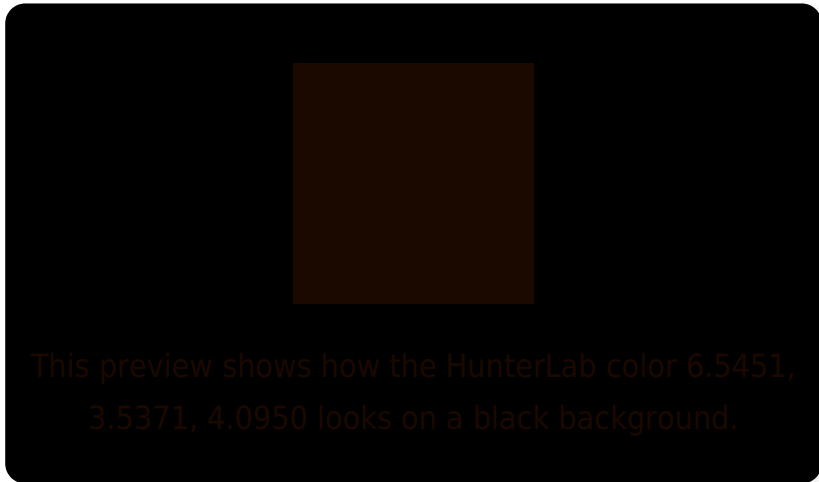 This preview shows how the HunterLab color 6.5451,
3.5371, 4.0950 looks on a black background.